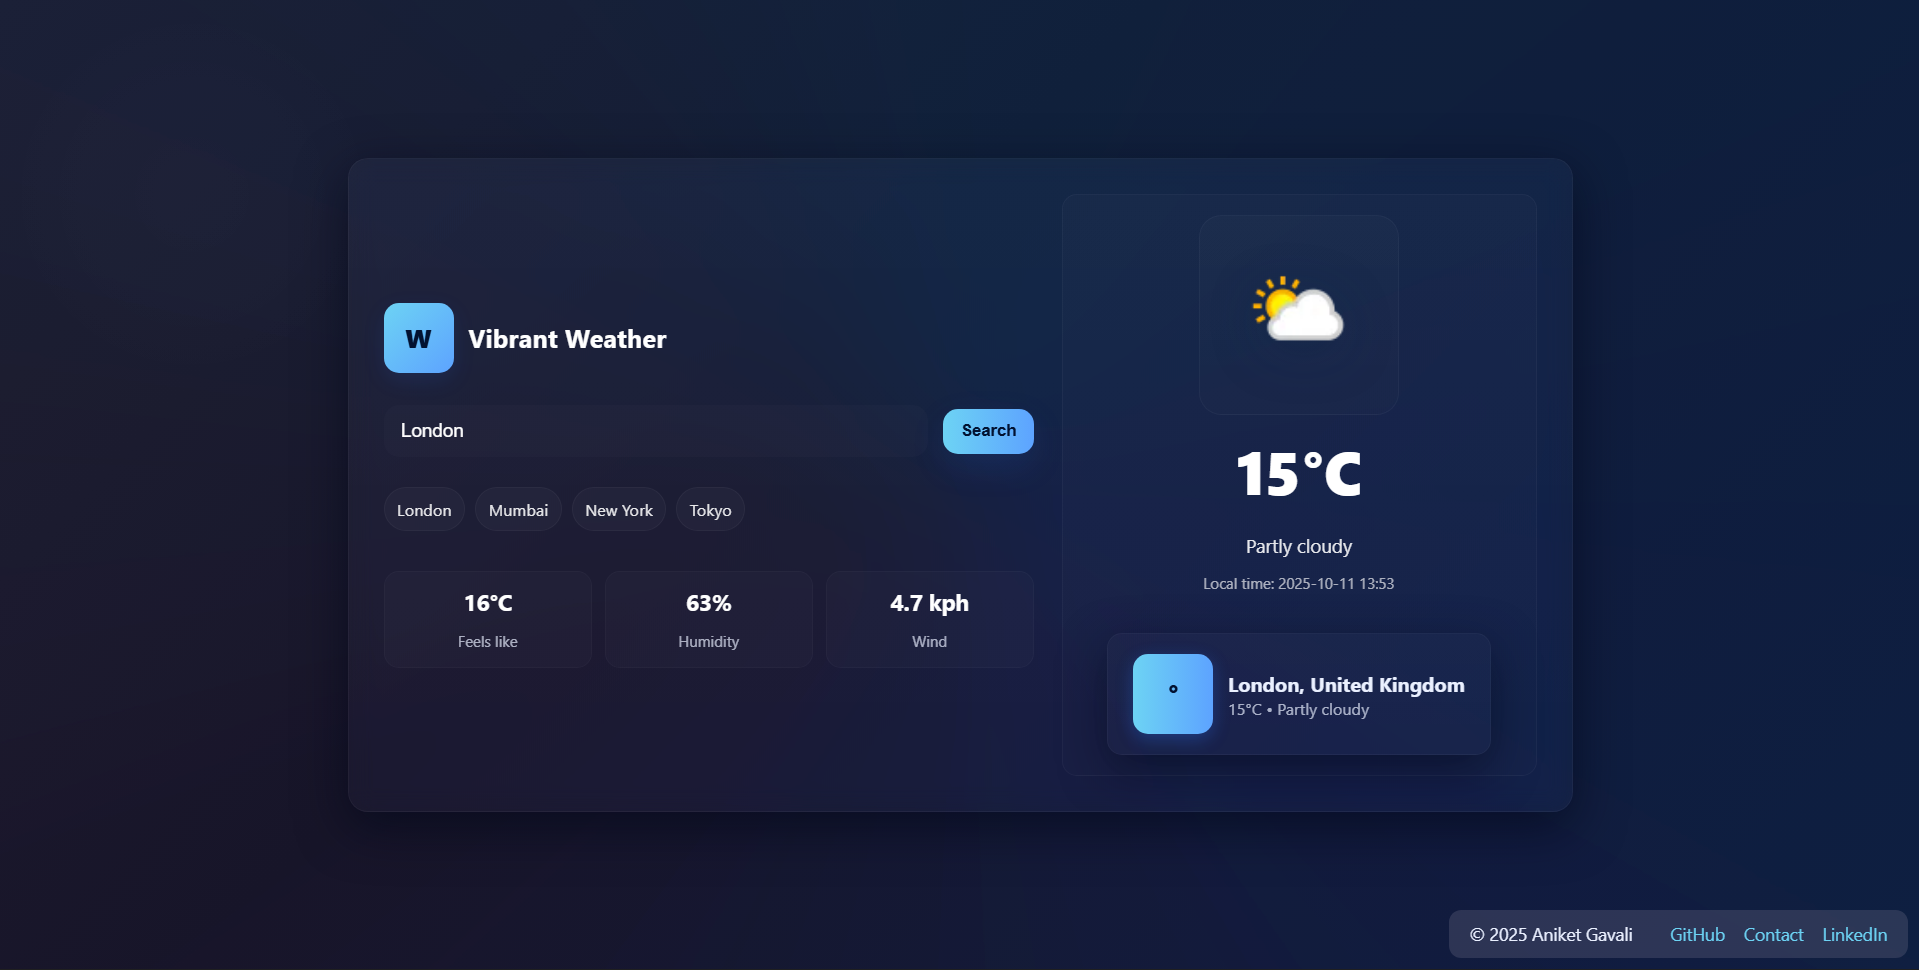 W
Vibrant Weather
London
Search
London
Mumbai
New York
Tokyo
16°C
Feels like
63%
Humidity
4.7 kph
Wind
15°C
Partly cloudy
Local time: 2025-10-11 13:53
°
London, United Kingdom
15°C • Partly cloudy
© 2025 Aniket Gavali GitHub Contact LinkedIn